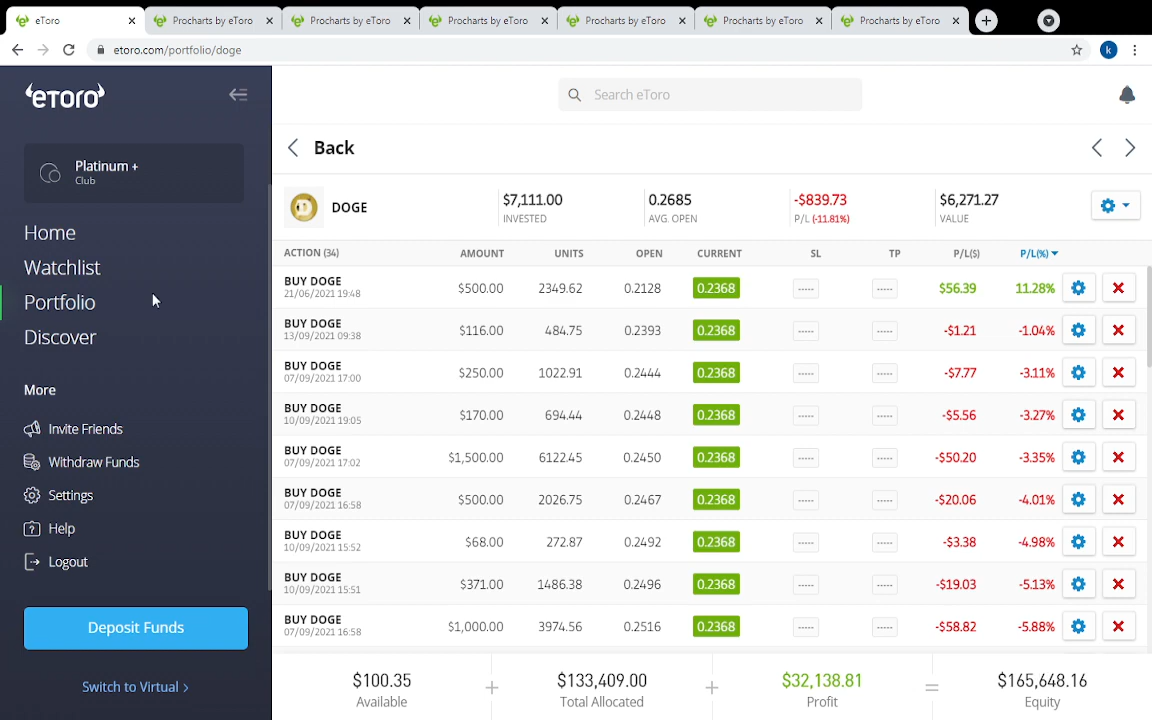 eToro
Procharts by eToro
Procharts by eToro
Procharts by eToro
Procharts by eToro
Procharts by eToro
Procharts by eToro
etoro.com/portfolio/doge
k
eTORO
Platinum +
Club
Home
Watchlist
Portfolio
Discover
More
Invite Friends
Withdraw Funds
Settings
Help
Logout
Deposit Funds
Switch to Virtual >
Search eToro
Back
DOGE
$7,111.00
INVESTED
0.2685
AVG. OPEN
-$839.73
P/L (-11.81%)
$6,271.27
VALUE
ACTION (34) AMOUNT UNITS OPEN CURRENT SL TP P/L($) P/L(%)
BUY DOGE
21/06/2021 19:48
$500.00 2349.62 0.2128 0.2368 ----- ----- $56.39 11.28%
BUY DOGE
13/09/2021 09:38
$116.00 484.75 0.2393 0.2368 ----- ----- -$1.21 -1.04%
BUY DOGE
07/09/2021 17:00
$250.00 1022.91 0.2444 0.2368 ----- ----- -$7.77 -3.11%
BUY DOGE
10/09/2021 19:05
$170.00 694.44 0.2448 0.2368 ----- ----- -$5.56 -3.27%
BUY DOGE
07/09/2021 17:02
$1,500.00 6122.45 0.2450 0.2368 ----- ----- -$50.20 -3.35%
BUY DOGE
07/09/2021 16:58
$500.00 2026.75 0.2467 0.2368 ----- ----- -$20.06 -4.01%
BUY DOGE
10/09/2021 15:52
$68.00 272.87 0.2492 0.2368 ----- ----- -$3.38 -4.98%
BUY DOGE
10/09/2021 15:51
$371.00 1486.38 0.2496 0.2368 ----- ----- -$19.03 -5.13%
BUY DOGE
07/09/2021 16:58
$1,000.00 3974.56 0.2516 0.2368 ----- ----- -$58.82 -5.88%
$100.35 + $133,409.00 + $32,138.81 = $165,648.16
Available Total Allocated Profit Equity